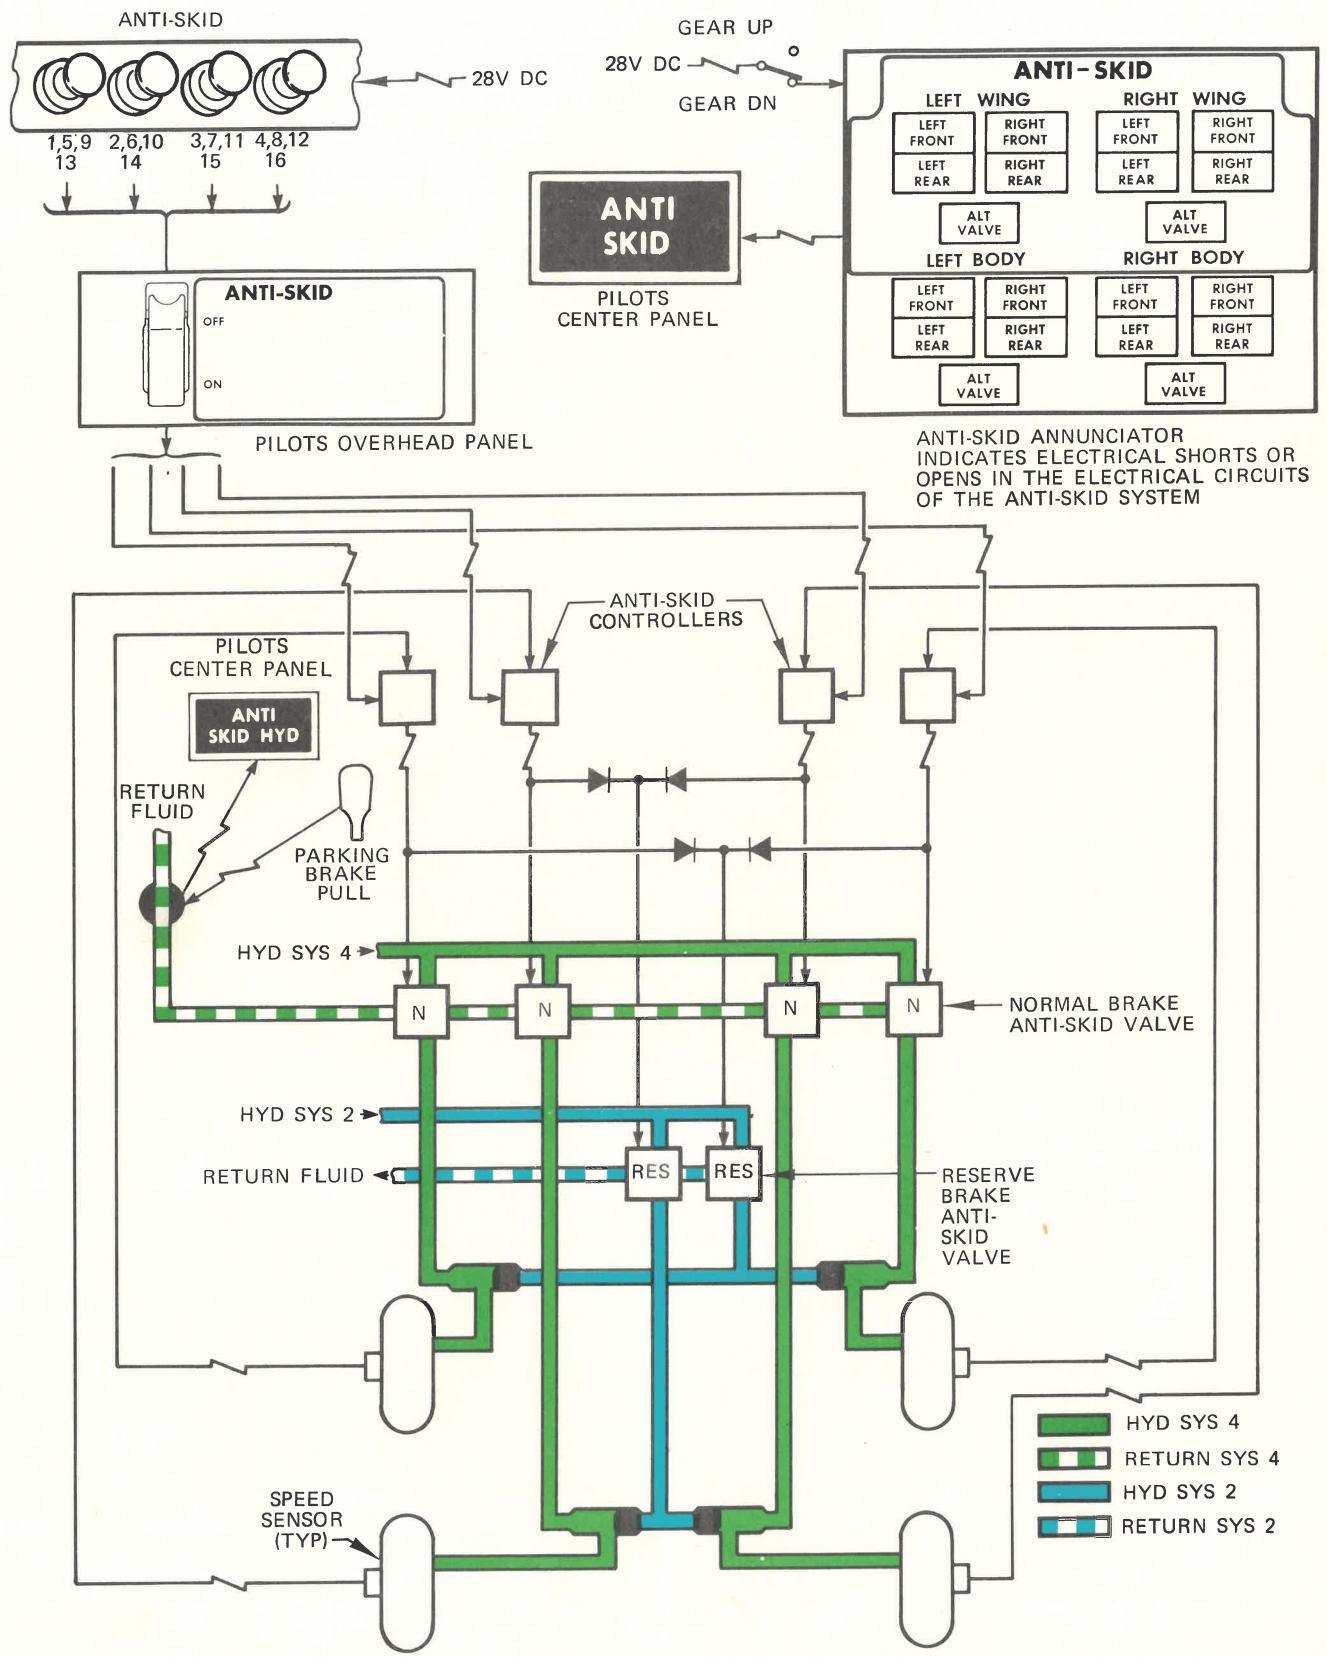 ANTI-SKID
28V DC
1,5,9
13
2,6,10
14
3,7,11
15
4,8,12
16
GEAR UP
28V DC
GEAR DN
ANTI-SKID
LEFT WING
RIGHT WING
LEFT
FRONT
RIGHT
FRONT
LEFT
REAR
RIGHT
REAR
LEFT
FRONT
RIGHT
FRONT
LEFT
REAR
RIGHT
REAR
ALT
VALVE
ALT
VALVE
LEFT BODY
RIGHT BODY
LEFT
FRONT
RIGHT
FRONT
LEFT
REAR
RIGHT
REAR
LEFT
FRONT
RIGHT
FRONT
LEFT
REAR
RIGHT
REAR
ALT
VALVE
ALT
VALVE
ANTI
SKID
PILOTS
CENTER PANEL
ANTI-SKID
OFF
ON
PILOTS OVERHEAD PANEL
ANTI-SKID ANNUNCIATOR
INDICATES ELECTRICAL SHORTS OR
OPENS IN THE ELECTRICAL CIRCUITS
OF THE ANTI-SKID SYSTEM
ANTI-SKID
CONTROLLERS
PILOTS
CENTER PANEL
ANTI
SKID HYD
RETURN
FLUID
PARKING
BRAKE
PULL
HYD SYS 4
N
N
N
N
NORMAL BRAKE
ANTI-SKID VALVE
HYD SYS 2
RETURN FLUID
RES
RES
RESERVE
BRAKE
ANTI-
SKID
VALVE
SPEED
SENSOR
(TYP)
HYD SYS 4
RETURN SYS 4
HYD SYS 2
RETURN SYS 2